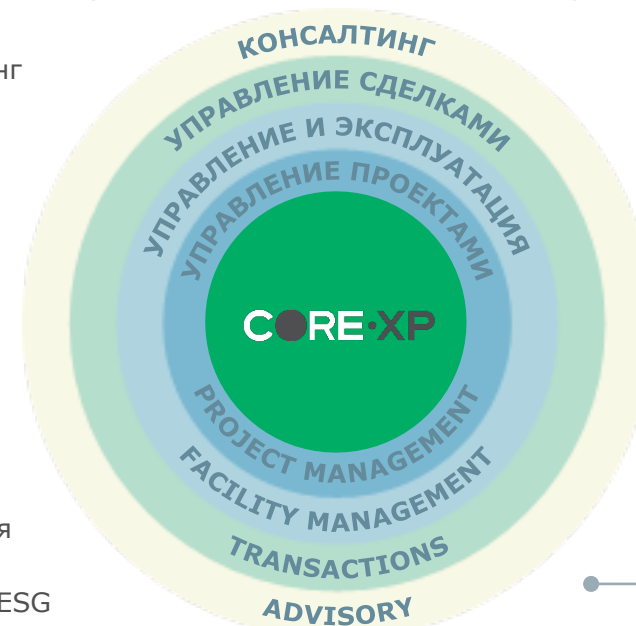 КОНСАЛТИНГ
УПРАВЛЕНИЕ СДЕЛКАМИ
УПРАВЛЕНИЕ И ЭКСПЛУАТАЦИЯ
УПРАВЛЕНИЕ ПРОЕКТАМИ
CORE·XP
PROJECT MANAGEMENT
FACILITY MANAGEMENT
TRANSACTIONS
ESG
ADVISORY